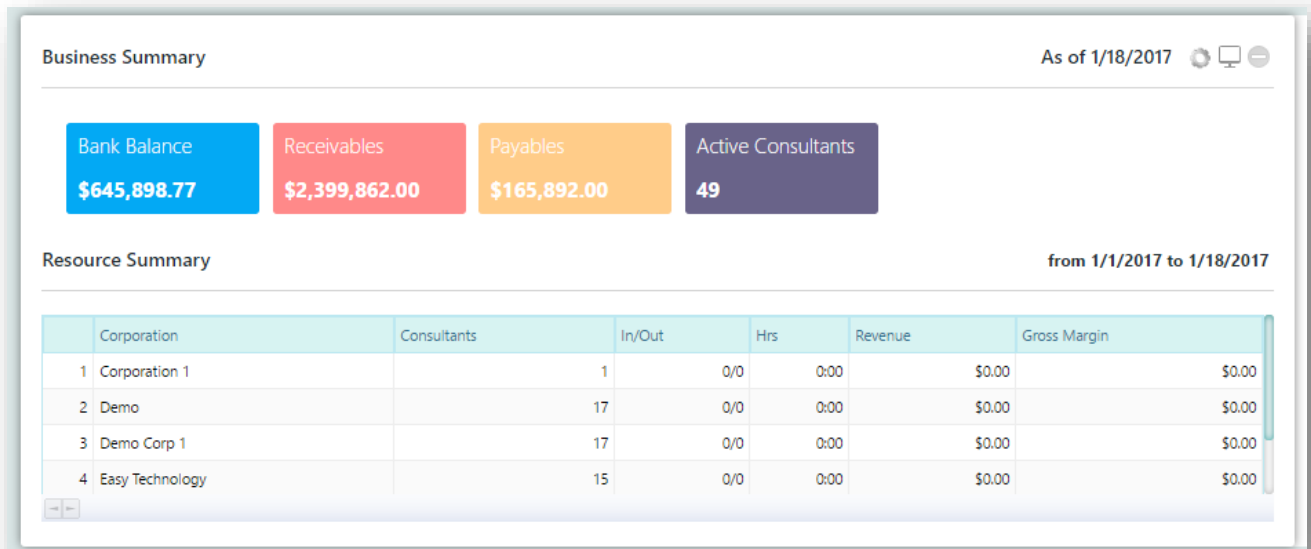 Business Summary As of 1/18/2017
Bank Balance Receivables Payables Active Consultants
$645,898.77 $2,399,862.00 $165,892.00 49
Resource Summary from 1/1/2017 to 1/18/2017
Corporation Consultants In/Out Hrs Revenue Gross Margin
1 Corporation 1 1 0/0 0:00 $0.00 $0.00
2 Demo 17 0/0 0:00 $0.00 $0.00
3 Demo Corp 1 17 0/0 0:00 $0.00 $0.00
4 Easy Technology 15 0/0 0:00 $0.00 $0.00